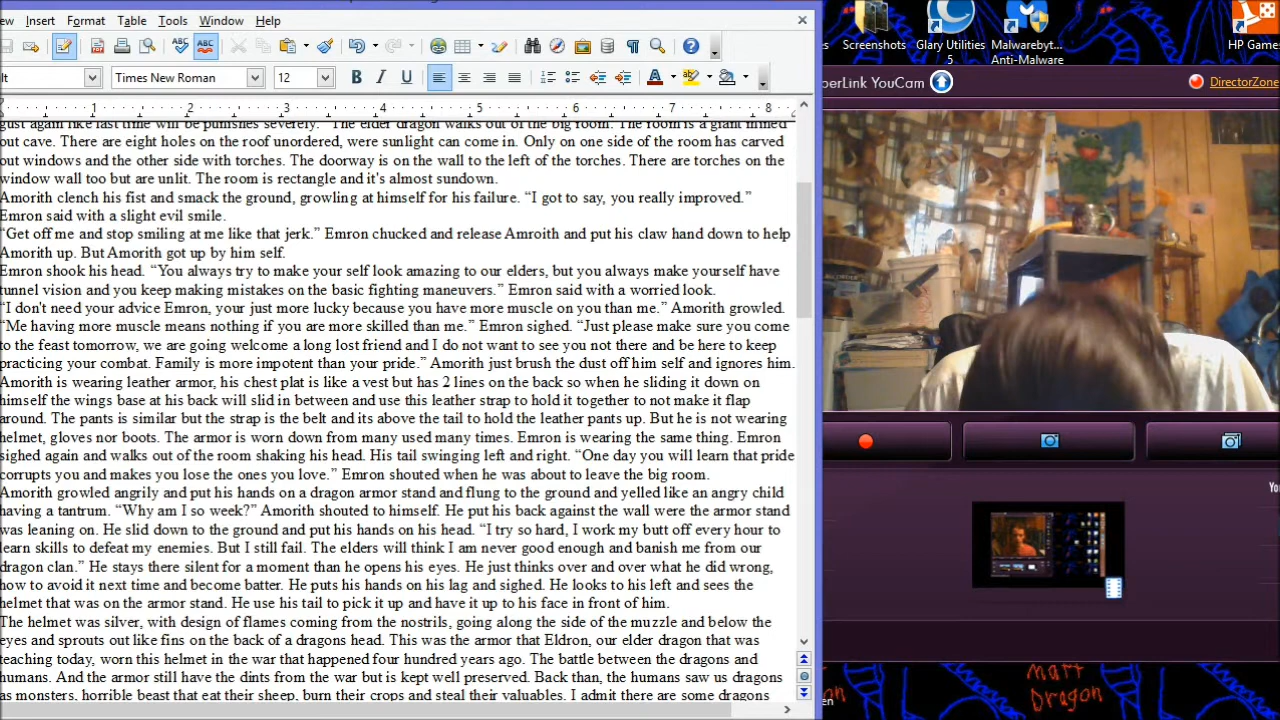 ew Insert Format Table Tools Window Help
lt Times New Roman 12
1 2 3 4 5 6 7 8
gust again like last time will be punishes severely." The elder dragon walks out of the big room. The room is a giant mined
out cave. There are eight holes on the roof unordered, were sunlight can come in. Only on one side of the room has carved
out windows and the other side with torches. The doorway is on the wall to the left of the torches. There are torches on the
window wall too but are unlit. The room is rectangle and it's almost sundown.
Amorith clench his fist and smack the ground, growling at himself for his failure. “I got to say, you really improved.”
Emron said with a slight evil smile.
“Get off me and stop smiling at me like that jerk.” Emron chucked and release Amroith and put his claw hand down to help
Amorith up. But Amorith got up by him self.
Emron shook his head. “You always try to make your self look amazing to our elders, but you always make yourself have
tunnel vision and you keep making mistakes on the basic fighting maneuvers.” Emron said with a worried look.
“I don't need your advice Emron, your just more lucky because you have more muscle on you than me.” Amorith growled.
“Me having more muscle means nothing if you are more skilled than me.” Emron sighed. “Just please make sure you come
to the feast tomorrow, we are going welcome a long lost friend and I do not want to see you not there and be here to keep
practicing your combat. Family is more impotent than your pride.” Amorith just brush the dust off him self and ignores him.
Amorith is wearing leather armor, his chest plat is like a vest but has 2 lines on the back so when he sliding it down on
himself the wings base at his back will slid in between and use this leather strap to hold it together to not make it flap
around. The pants is similar but the strap is the belt and its above the tail to hold the leather pants up. But he is not wearing
helmet, gloves nor boots. The armor is worn down from many used many times. Emron is wearing the same thing. Emron
sighed again and walks out of the room shaking his head. His tail swinging left and right. “One day you will learn that pride
corrupts you and makes you lose the ones you love.” Emron shouted when he was about to leave the big room.
Amorith growled angrily and put his hands on a dragon armor stand and flung to the ground and yelled like an angry child
having a tantrum. “Why am I so week?” Amorith shouted to himself. He put his back against the wall were the armor stand
was leaning on. He slid down to the ground and put his hands on his head. “I try so hard, I work my butt off every hour to
learn skills to defeat my enemies. But I still fail. The elders will think I am never good enough and banish me from our
dragon clan.” He stays there silent for a moment than he opens his eyes. He just thinks over and over what he did wrong,
how to avoid it next time and become batter. He puts his hands on his lag and sighed. He looks to his left and sees the
helmet that was on the armor stand. He use his tail to pick it up and have it up to his face in front of him.
The helmet was silver, with design of flames coming from the nostrils, going along the side of the muzzle and below the
eyes and sprouts out like fins on the back of a dragons head. This was the armor that Eldron, our elder dragon that was
teaching today, worn this helmet in the war that happened four hundred years ago. The battle between the dragons and
humans. And the armor still have the dints from the war but is kept well preserved. Back than, the humans saw us dragons
as monsters, horrible beast that eat their sheep, burn their crops and steal their valuables. I admit there are some dragons
es Screenshots Glary Utilities 5 Malwarebyt... Anti-Malware HP Game
berLink YouCam DirectorZone
Yo
en
Matt
Dragon